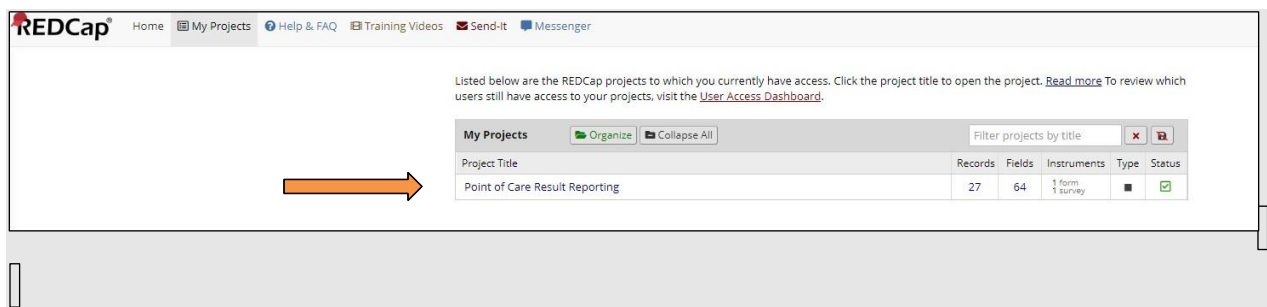 REDCap® Home My Projects Help & FAQ Training Videos Send-It Messenger
Listed below are the REDCap projects to which you currently have access. Click the project title to open the project. Read more To review which
users still have access to your projects, visit the User Access Dashboard.
My Projects Organize Collapse All Filter projects by title
Project Title Records Fields Instruments Type Status
Point of Care Result Reporting 27 64 1 form
1 survey